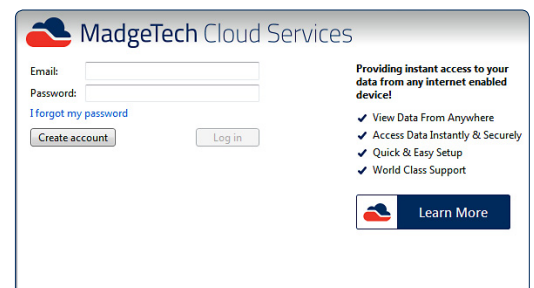 MadgeTech Cloud Services
Email:
Password:
I forgot my password
Create account
Log in
Providing instant access to your
data from any internet enabled
device!
✔ View Data From Anywhere
✔ Access Data Instantly & Securely
✔ Quick & Easy Setup
✔ World Class Support
Learn More